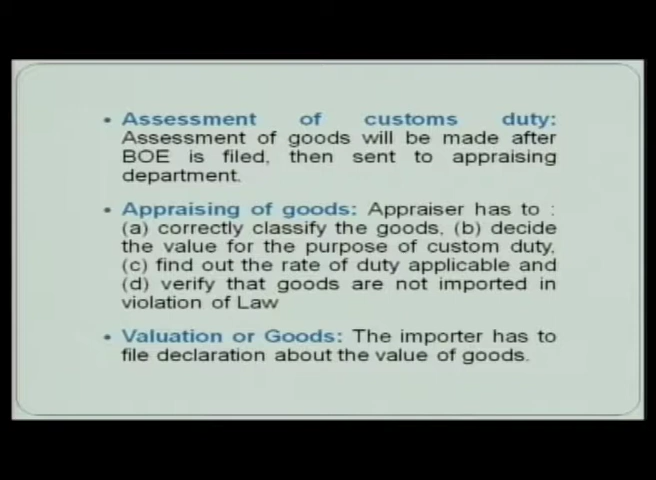 • Assessment of customs duty:
Assessment of goods will be made after
BOE is filed, then sent to appraising
department.
• Appraising of goods: Appraiser has to :
(a) correctly classify the goods, (b) decide
the value for the purpose of custom duty,
(c) find out the rate of duty applicable and
(d) verify that goods are not imported in
violation of Law
• Valuation or Goods: The importer has to
file declaration about the value of goods.